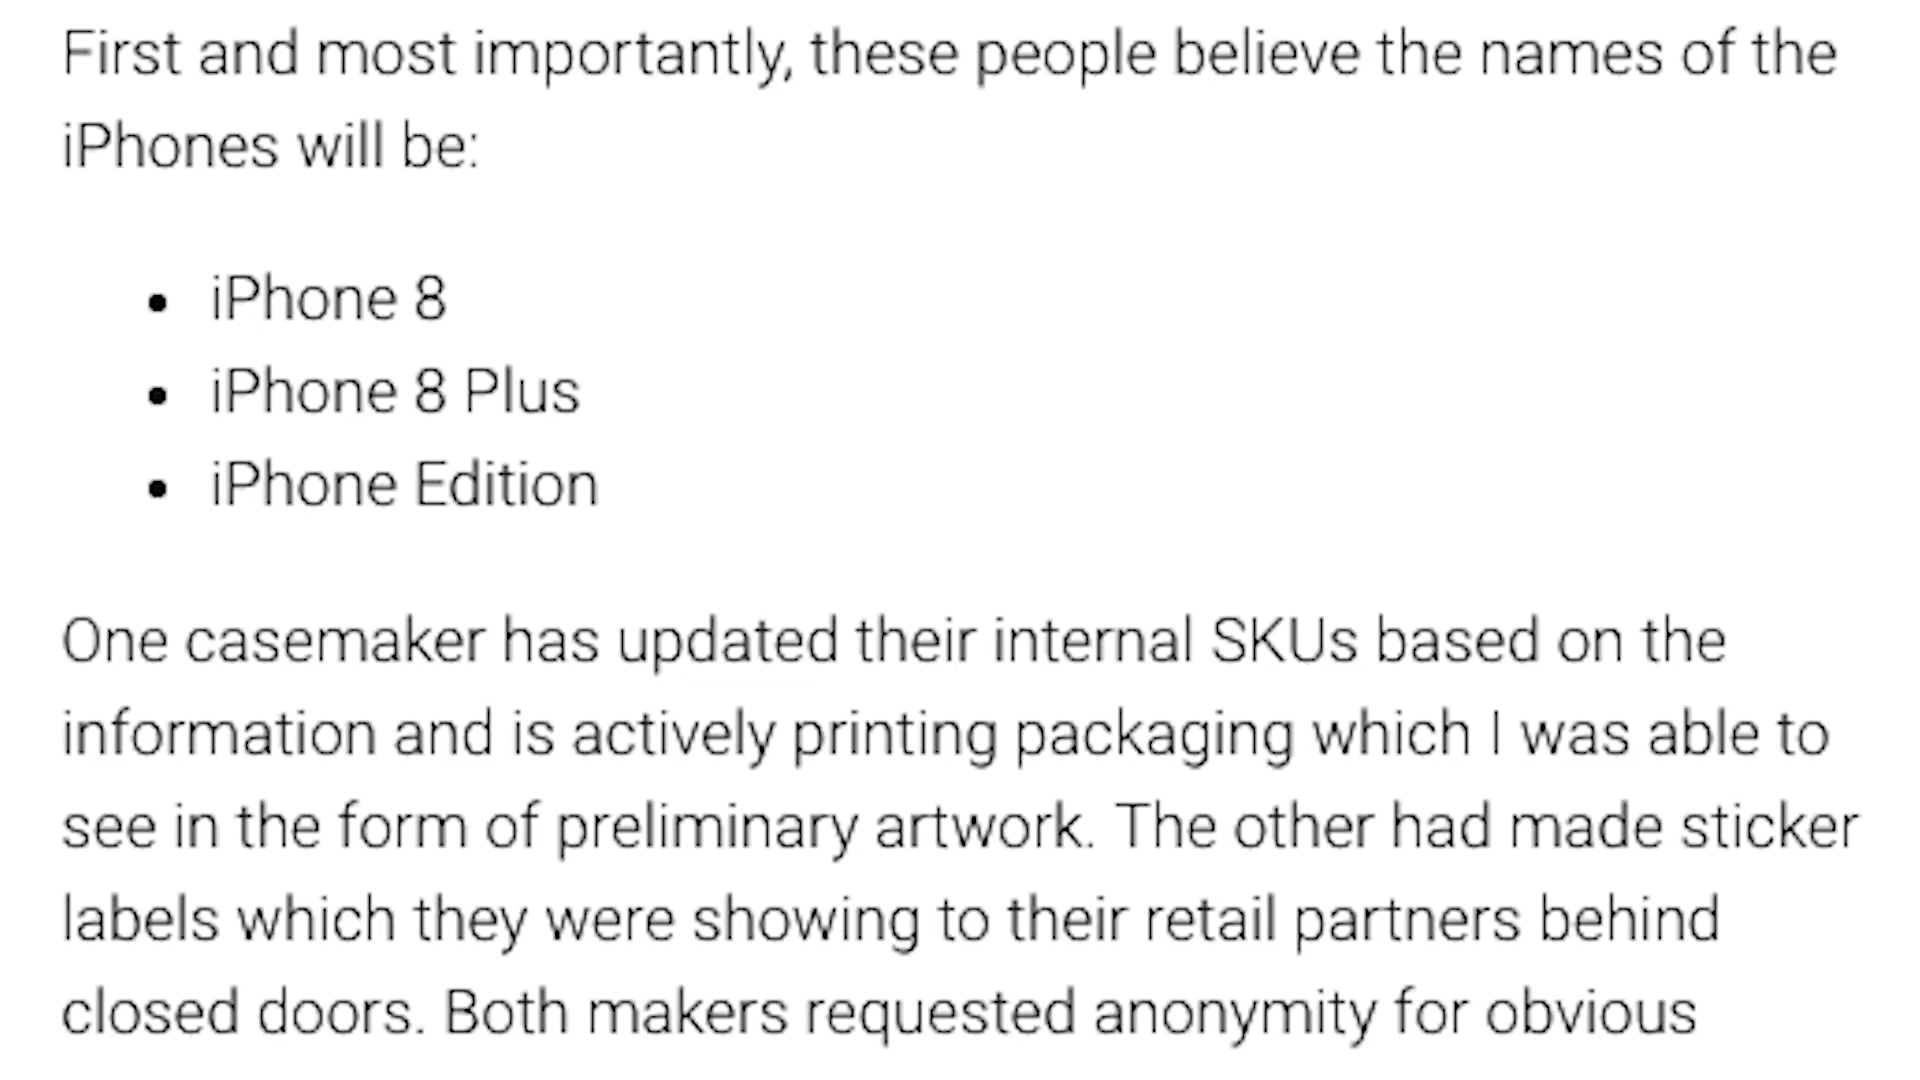 First and most importantly, these people believe the names of the
iPhones will be:
• iPhone 8
• iPhone 8 Plus
• iPhone Edition
One casemaker has updated their internal SKUs based on the
information and is actively printing packaging which I was able to
see in the form of preliminary artwork. The other had made sticker
labels which they were showing to their retail partners behind
closed doors. Both makers requested anonymity for obvious